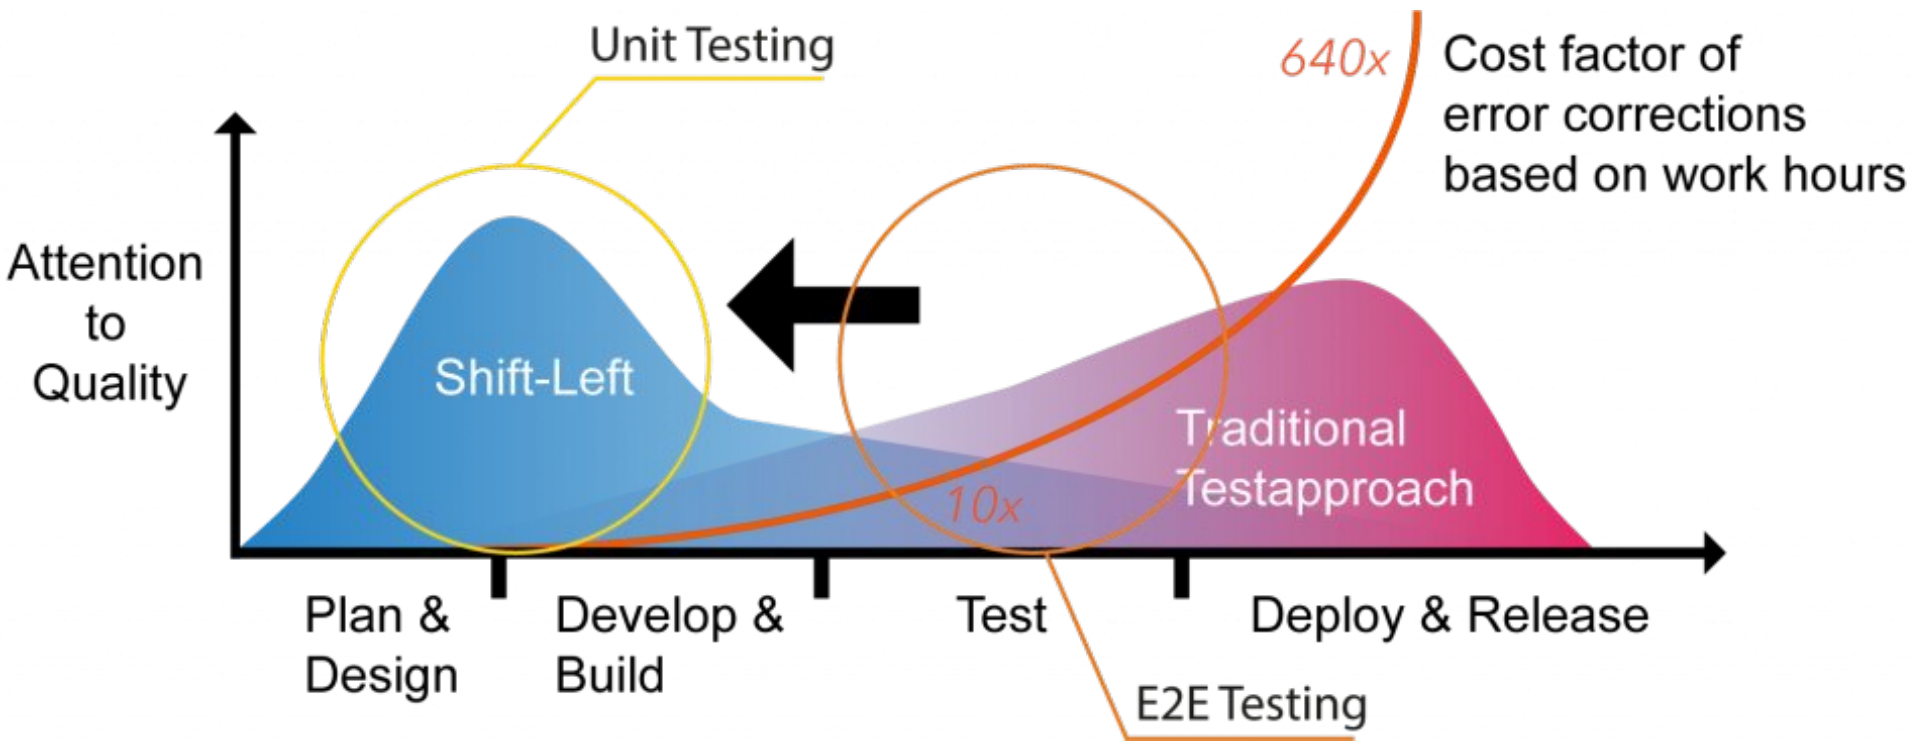 Unit Testing
640x
Cost factor of
error corrections
based on work hours
Attention
to
Quality
Shift-Left
Traditional
Testapproach
10x
Plan &
Design
Develop &
Build
Test
Deploy & Release
E2E Testing